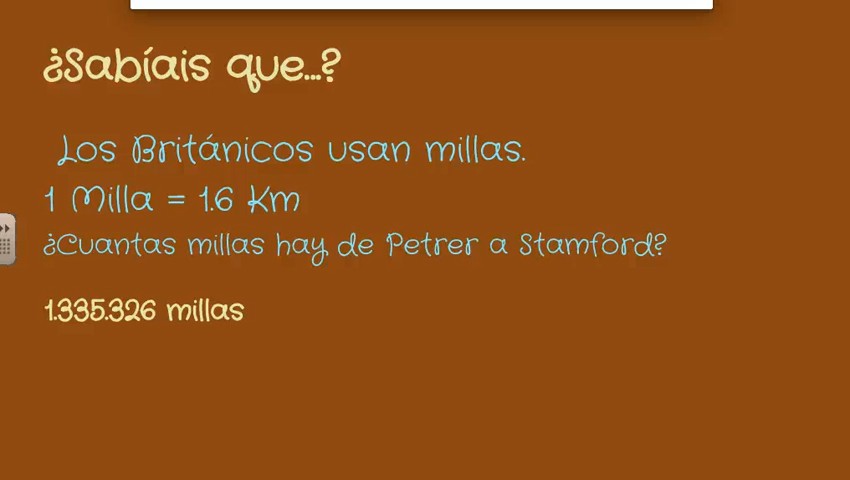 ¿Sabíais que...?
Los Británicos usan millas.
1 Milla = 1.6 Km
¿Cuantas millas hay de Petrer a Stamford?
1.335.326 millas